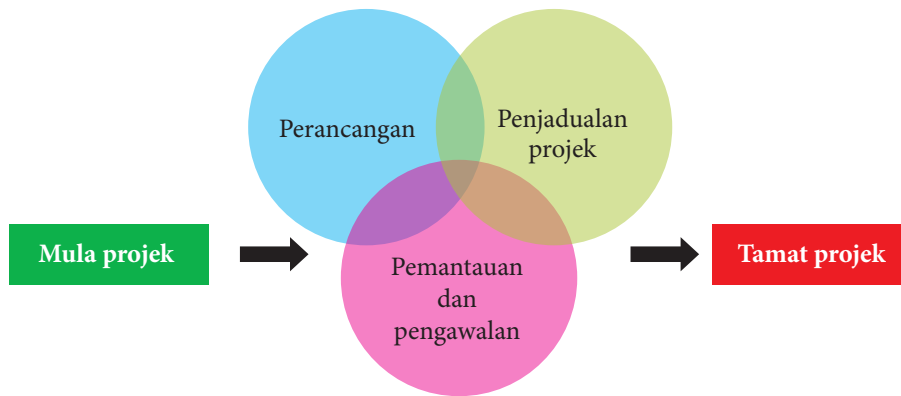 Perancangan
Penjadualan
projek
Mula projek
Tamat projek
Pemantauan
dan
pengawalan